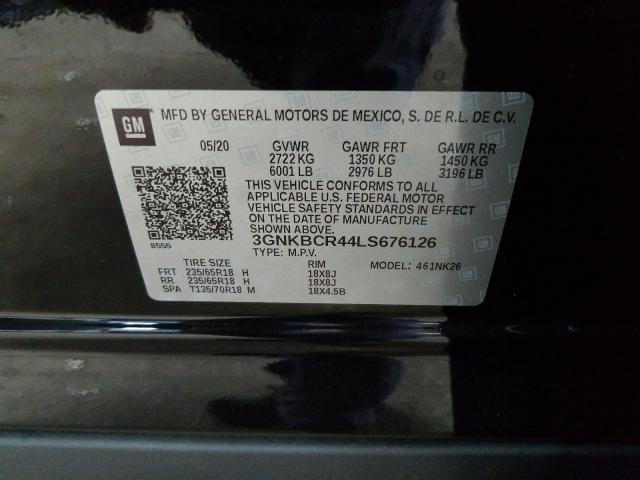 GM MFD BY GENERAL MOTORS DE MEXICO, S. DE R.L. DE C.V.
05/20 GVWR GAWR FRT GAWR RR
2722 KG 1350 KG 1450 KG
6001 LB 2976 LB 3196 LB
THIS VEHICLE CONFORMS TO ALL
APPLICABLE U.S. FEDERAL MOTOR
VEHICLE SAFETY STANDARDS IN EFFECT
ON THE DATE OF MANUFACTURE
SHOWN ABOVE.
8555 3GNKBCR44LS676126
TYPE: M.P.V. MODEL: 461NK26
TIRE SIZE RIM
FRT 235/65R18 H 18X8J
RR 235/65R18 H 18X8J
SPA T135/70R18 M 18X4.5B